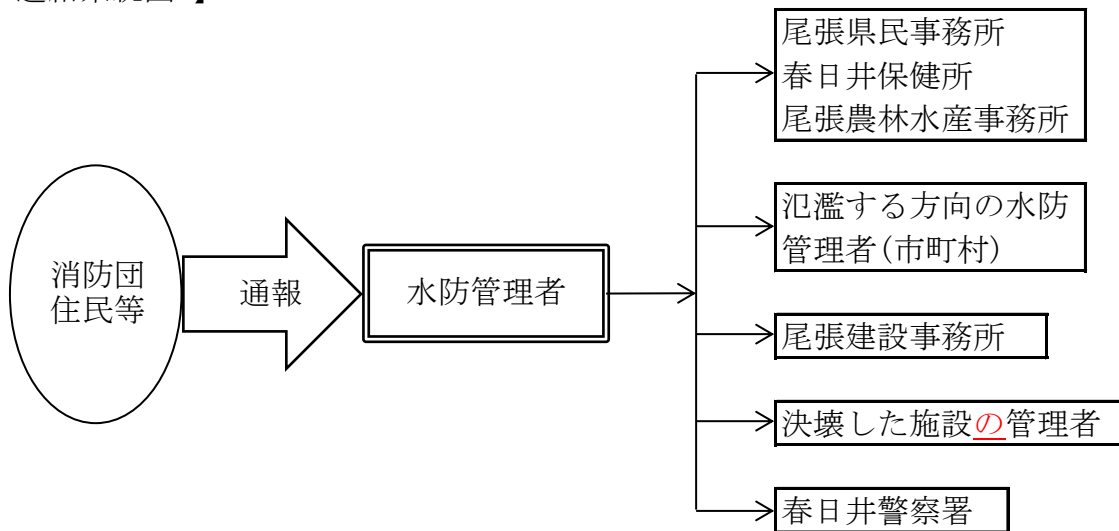 消防団
住民等
通報
水防管理者
尾張県民事務所
春日井保健所
尾張農林水産事務所
氾濫する方向の水防
管理者(市町村)
尾張建設事務所
決壊した施設の管理者
春日井警察署